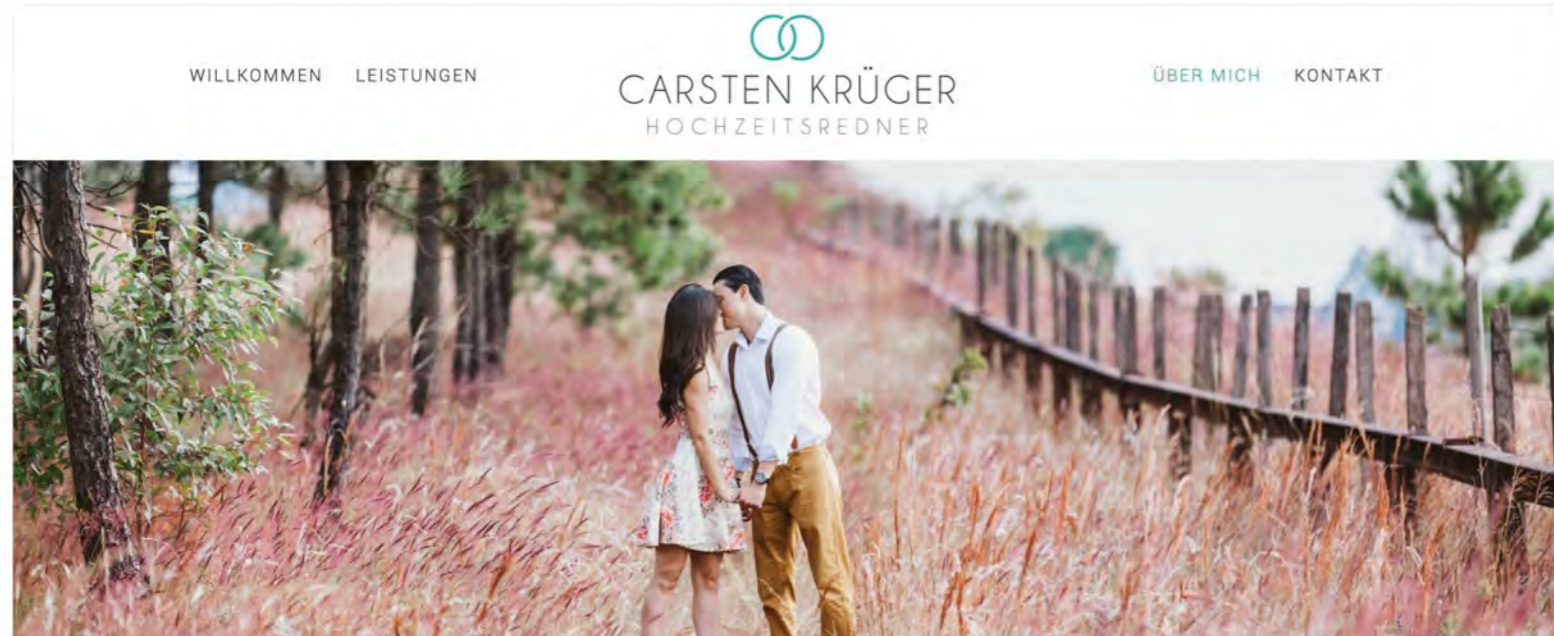 WILLKOMMEN LEISTUNGEN
CARSTEN KRÜGER
HOCHZEITSREDNER
ÜBER MICH KONTAKT